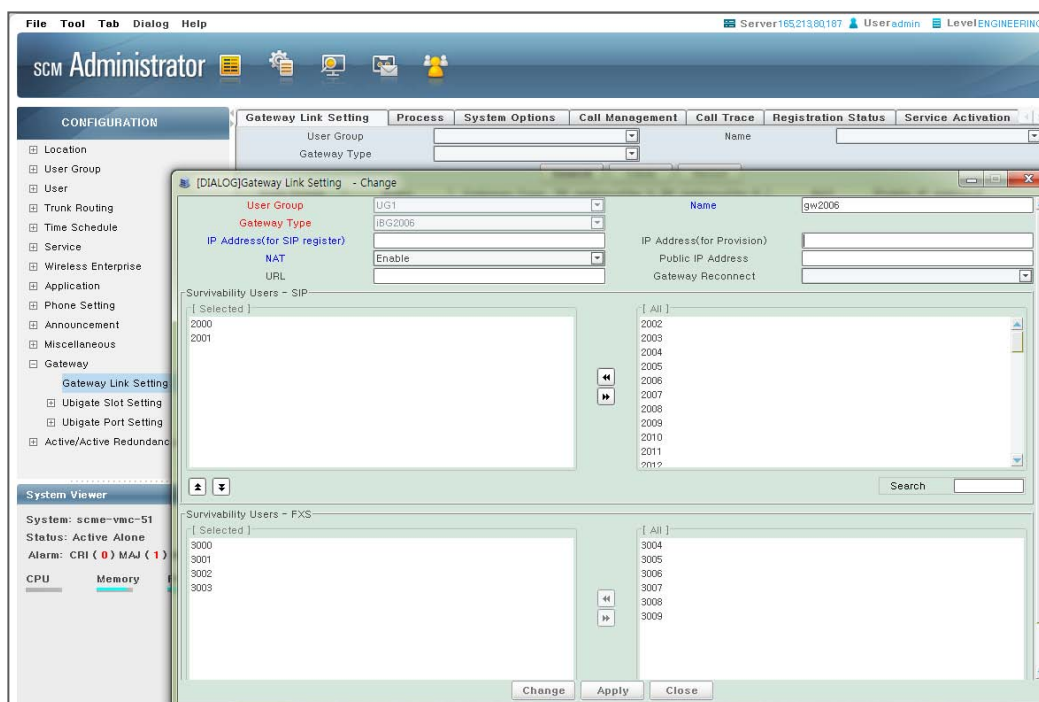 File Tool Tab Dialog Help
Server165,213,80,187 Useradmin LevelENGINEERING
SCM Administrator
CONFIGURATION
Location
User Group
User
Trunk Routing
Time Schedule
Service
Wireless Enterprise
Application
Phone Setting
Announcement
Miscellaneous
Gateway
Gateway Link Setting
Ubigate Slot Setting
Ubigate Port Setting
Active/Active Redundanc
System Viewer
System: scme-vmc-51
Status: Active Alone
Alarm: CRI ( 0 ) MAJ ( 1 )
CPU Memory
Gateway Link Setting Process System Options Call Management Call Trace Registration Status Service Activation
User Group Name
Gateway Type
[DIALOG]Gateway Link Setting - Change
User Group UG1 Name gw2006
Gateway Type iBG2006
IP Address(for SIP register) IP Address(for Provision)
NAT Enable Public IP Address
URL Gateway Reconnect
Survivability Users - SIP
[ Selected ] [ All ]
2000 2002
2001 2003
2004
2005
2006
2007
2008
2009
2010
2011
2012
Search
Survivability Users - FXS
[ Selected ] [ All ]
3000 3004
3001 3005
3002 3006
3003 3007
3008
3009
Change Apply Close